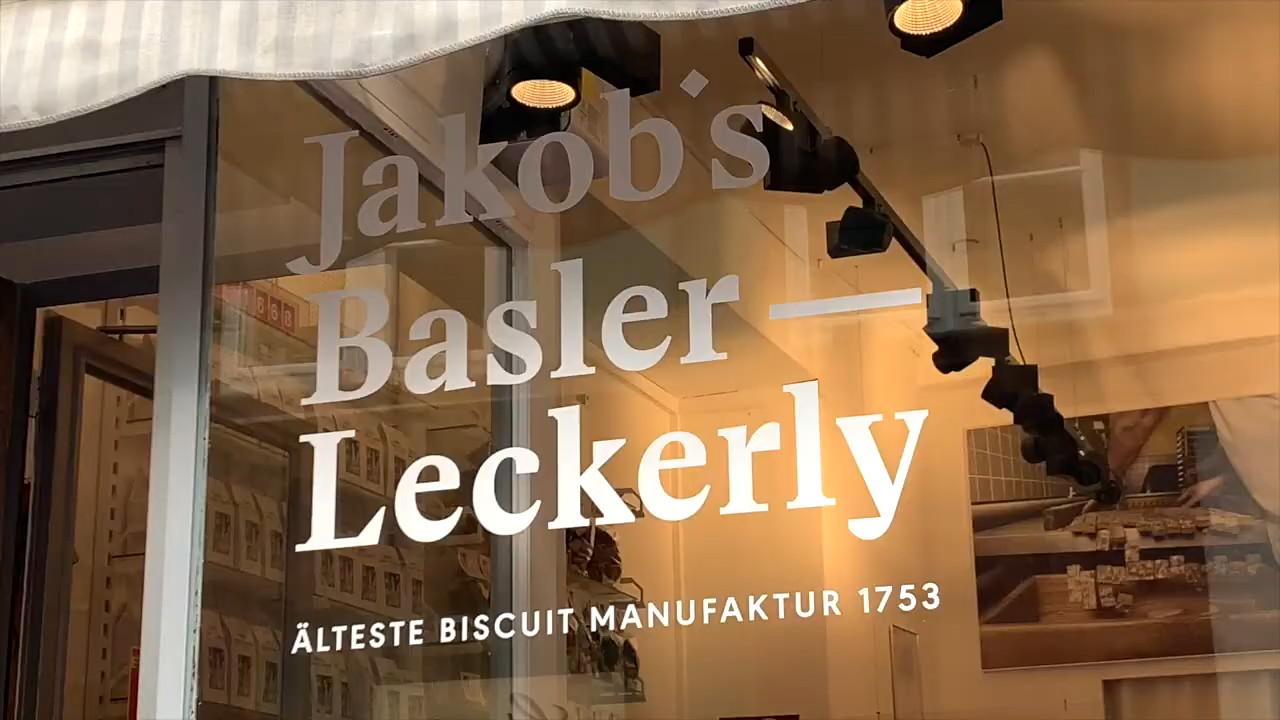 Jakob's
Basler—
Leckerly
ÄLTESTE BISCUIT MANUFAKTUR 1753